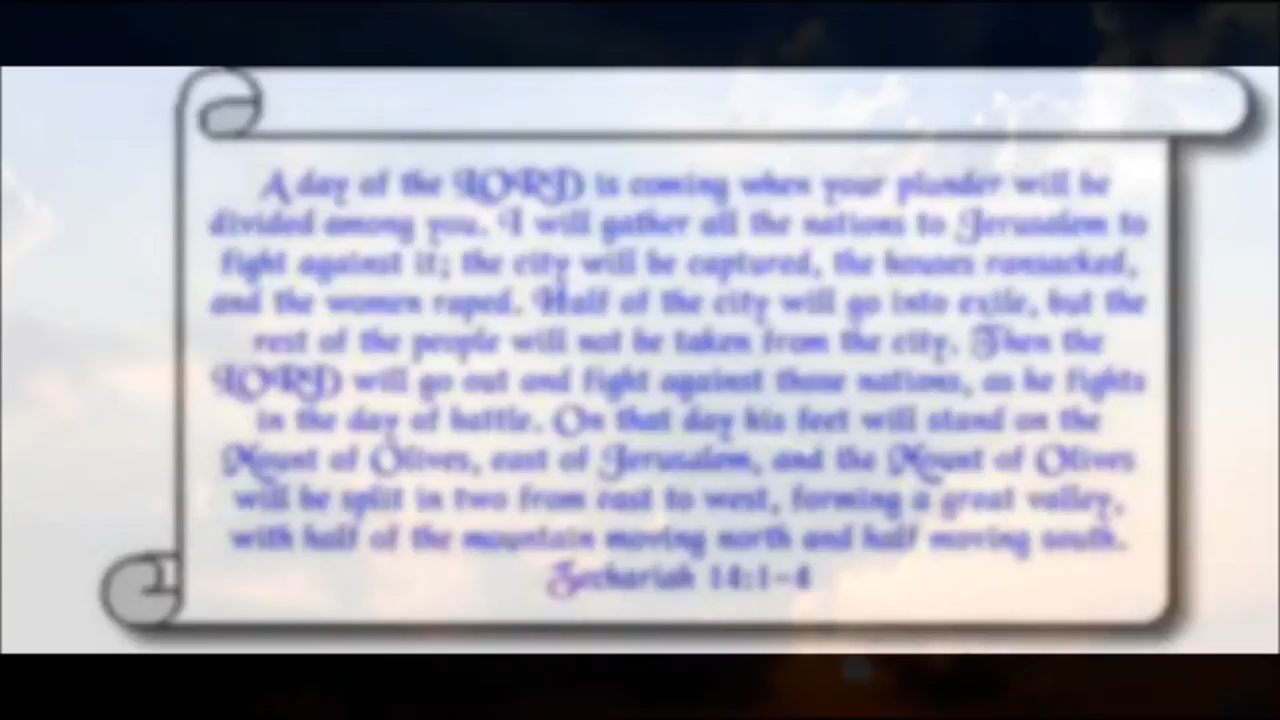 A day of the LORD is coming when your plunder will be
divided among you. I will gather all the nations to Jerusalem to
fight against it; the city will be captured, the houses ransacked,
and the women raped. Half of the city will go into exile, but the
rest of the people will not be taken from the city. Then the
LORD will go out and fight against those nations, as he fights
in the day of battle. On that day his feet will stand on the
Mount of Olives, east of Jerusalem, and the Mount of Olives
will be split in two from east to west, forming a great valley,
with half of the mountain moving north and half moving south.
Zechariah 14:1-4